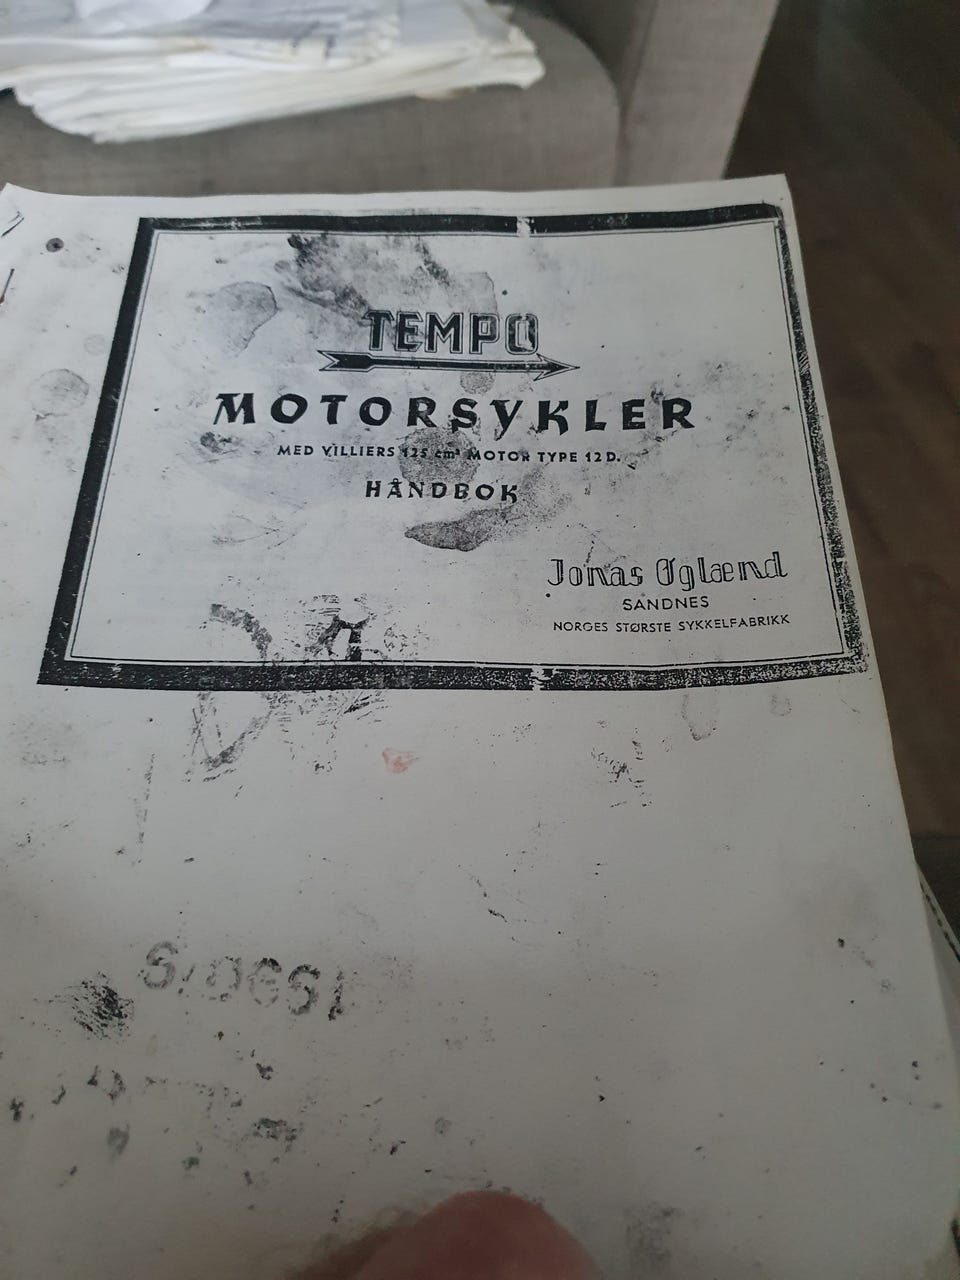 TEMPO
MOTORSYKLER
MED VILLIERS 125 cm³ MOTOR TYPE 12 D.
HÅNDBOK
Jonas Øglænd
SANDNES
NORGES STØRSTE SYKKELFABRIKK